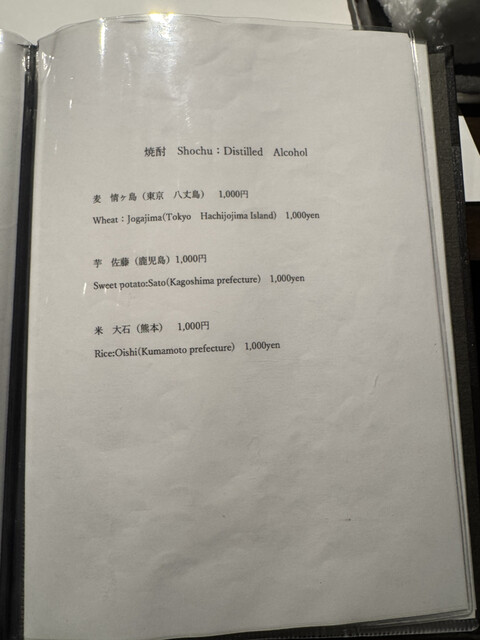 焼酎　Shochu：Distilled　Alcohol
麦　情ヶ島（東京　八丈島）　1,000円
Wheat：Jogajima(Tokyo　Hachijojima Island)　1,000yen
芋　佐藤（鹿児島）1,000円
Sweet potato:Sato(Kagoshima prefecture)　1,000yen
米　大石（熊本）　1,000円
Rice:Oishi(Kumamoto prefecture)　1,000yen